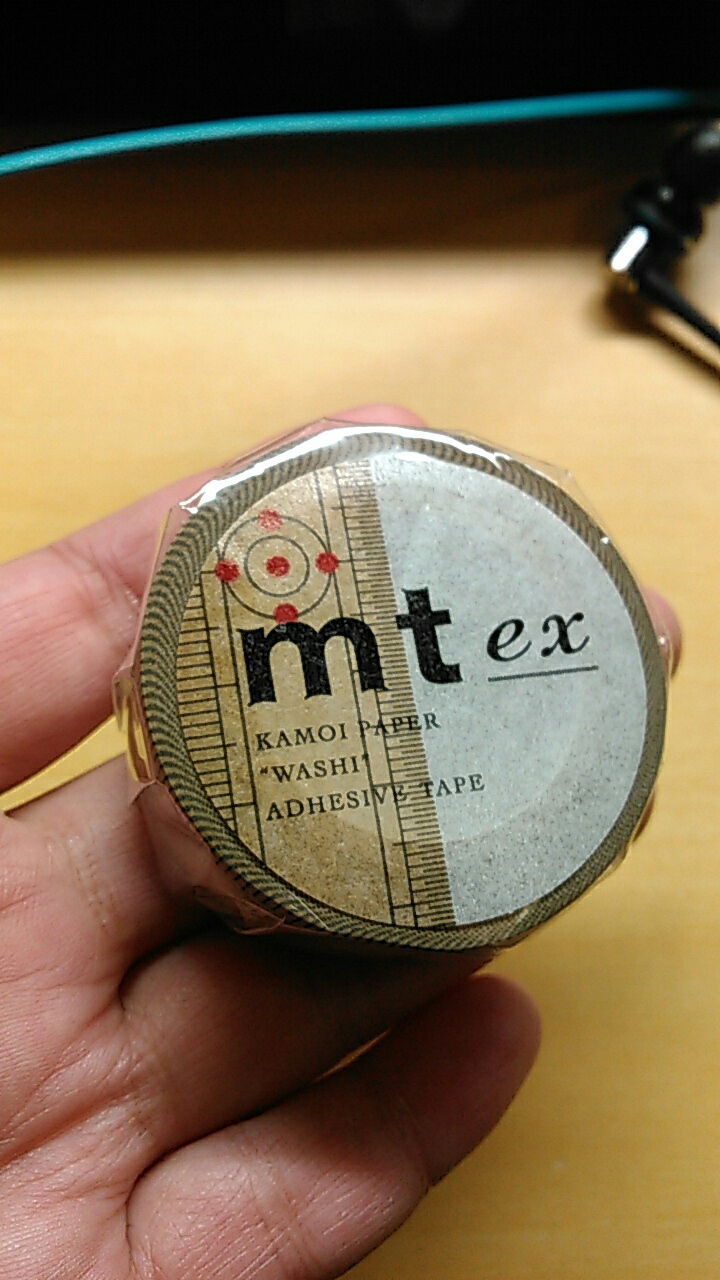 mt ex
KAMOI PAPER
"WASHI"
ADHESIVE TAPE